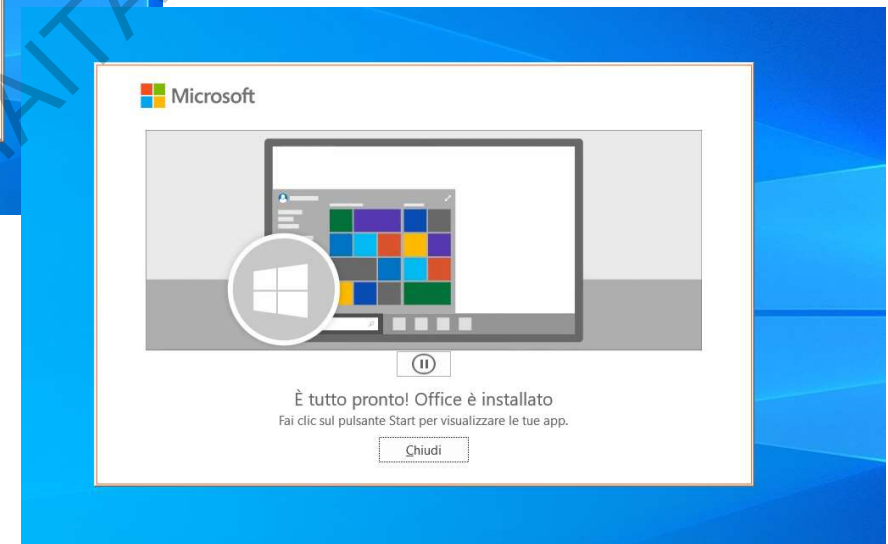 Microsoft
È tutto pronto! Office è installato
Fai clic sul pulsante Start per visualizzare le tue app.
Chiudi